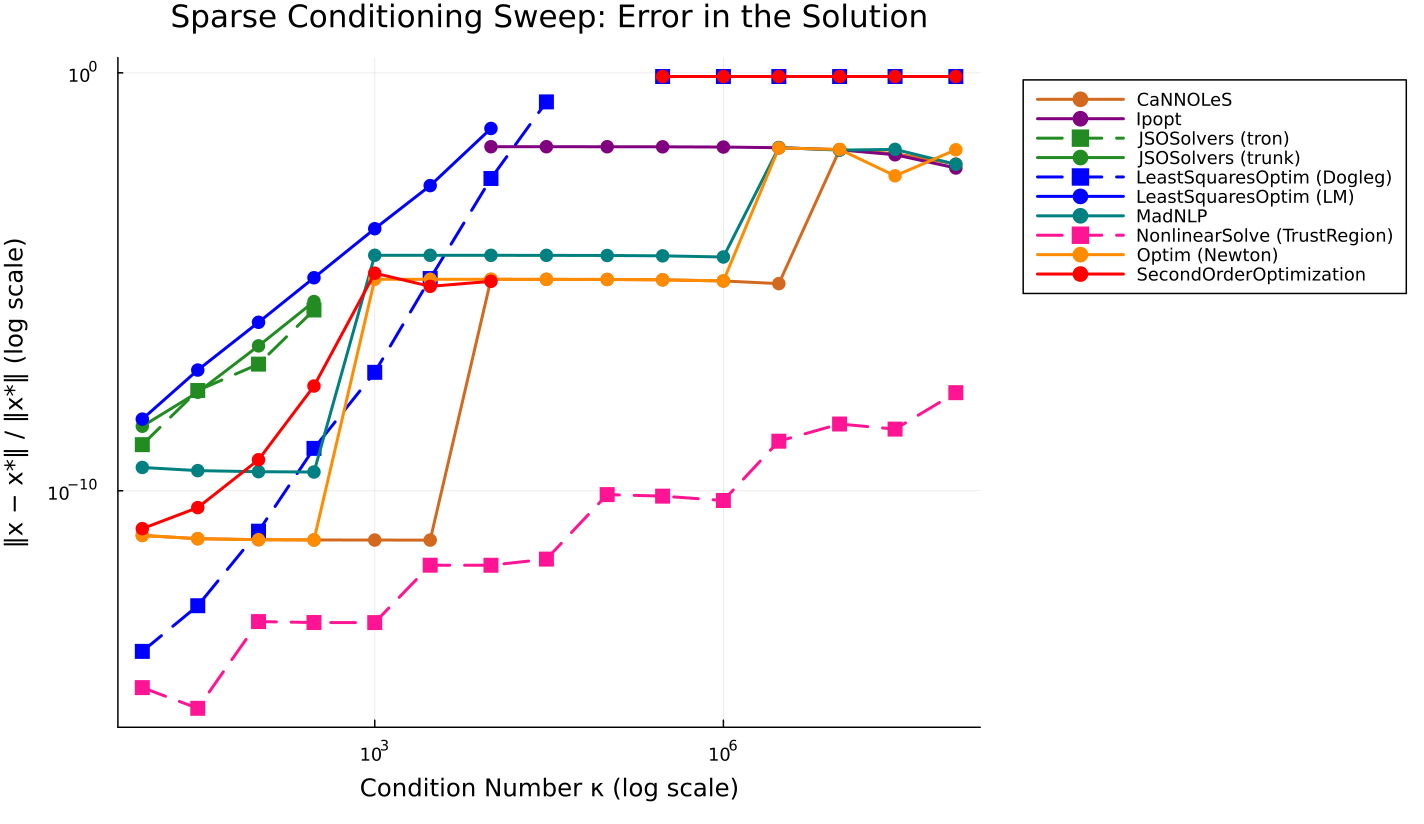 Sparse Conditioning Sweep: Error in the Solution
10^0
10^−10
‖x − x*‖ / ‖x*‖ (log scale)
10^3
10^6
Condition Number κ (log scale)
CaNNOLeS
Ipopt
JSOSolvers (tron)
JSOSolvers (trunk)
LeastSquaresOptim (Dogleg)
LeastSquaresOptim (LM)
MadNLP
NonlinearSolve (TrustRegion)
Optim (Newton)
SecondOrderOptimization